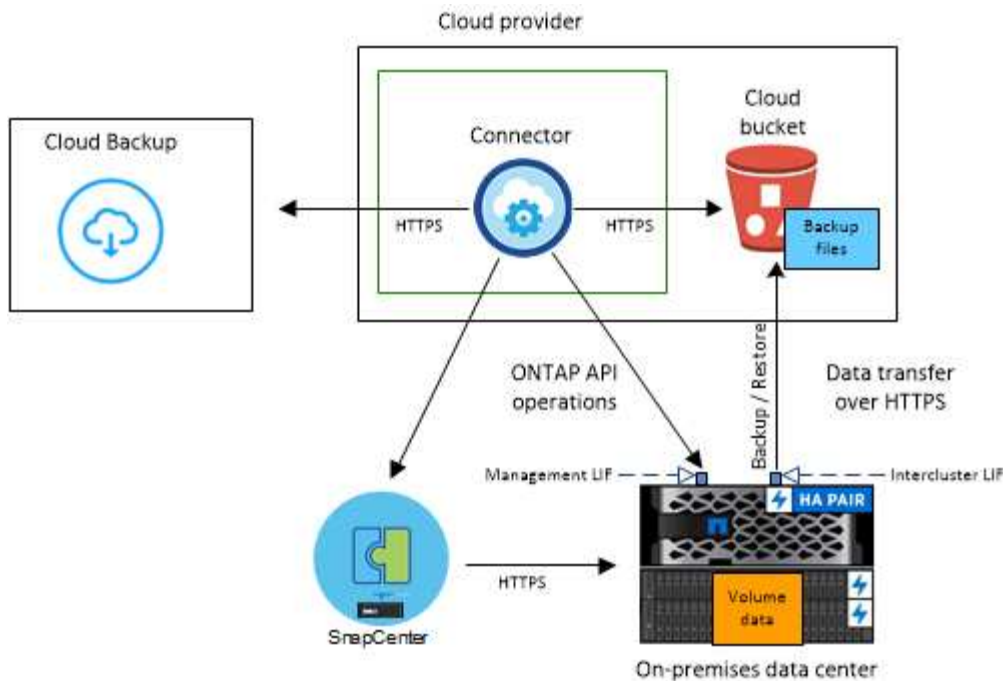 Cloud provider
Cloud Backup
Connector
Cloud
bucket
HTTPS
HTTPS
Backup
files
ONTAP API
operations
Backup / Restore
Data transfer
over HTTPS
Management LIF
Intercluster LIF
HA PAIR
HTTPS
Volume
data
SnapCenter
On-premises data center